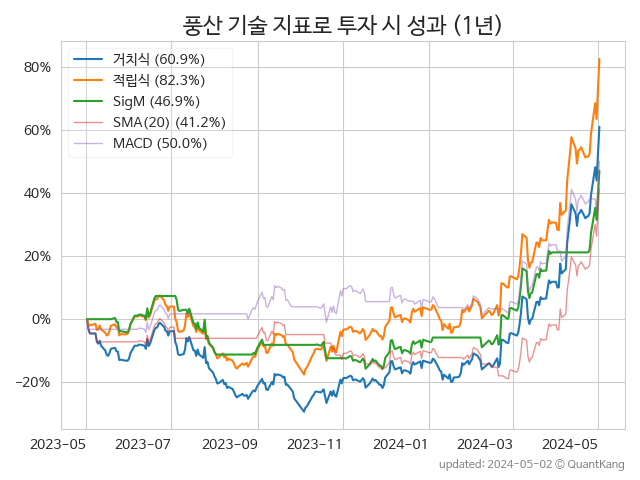 풍산 기술 지표로 투자 시 성과 (1년)
거치식 (60.9%)
적립식 (82.3%)
SigM (46.9%)
SMA(20) (41.2%)
MACD (50.0%)
80%
60%
40%
20%
0%
−20%
2023-05 2023-07 2023-09 2023-11 2024-01 2024-03 2024-05
updated: 2024-05-02 © QuantKang